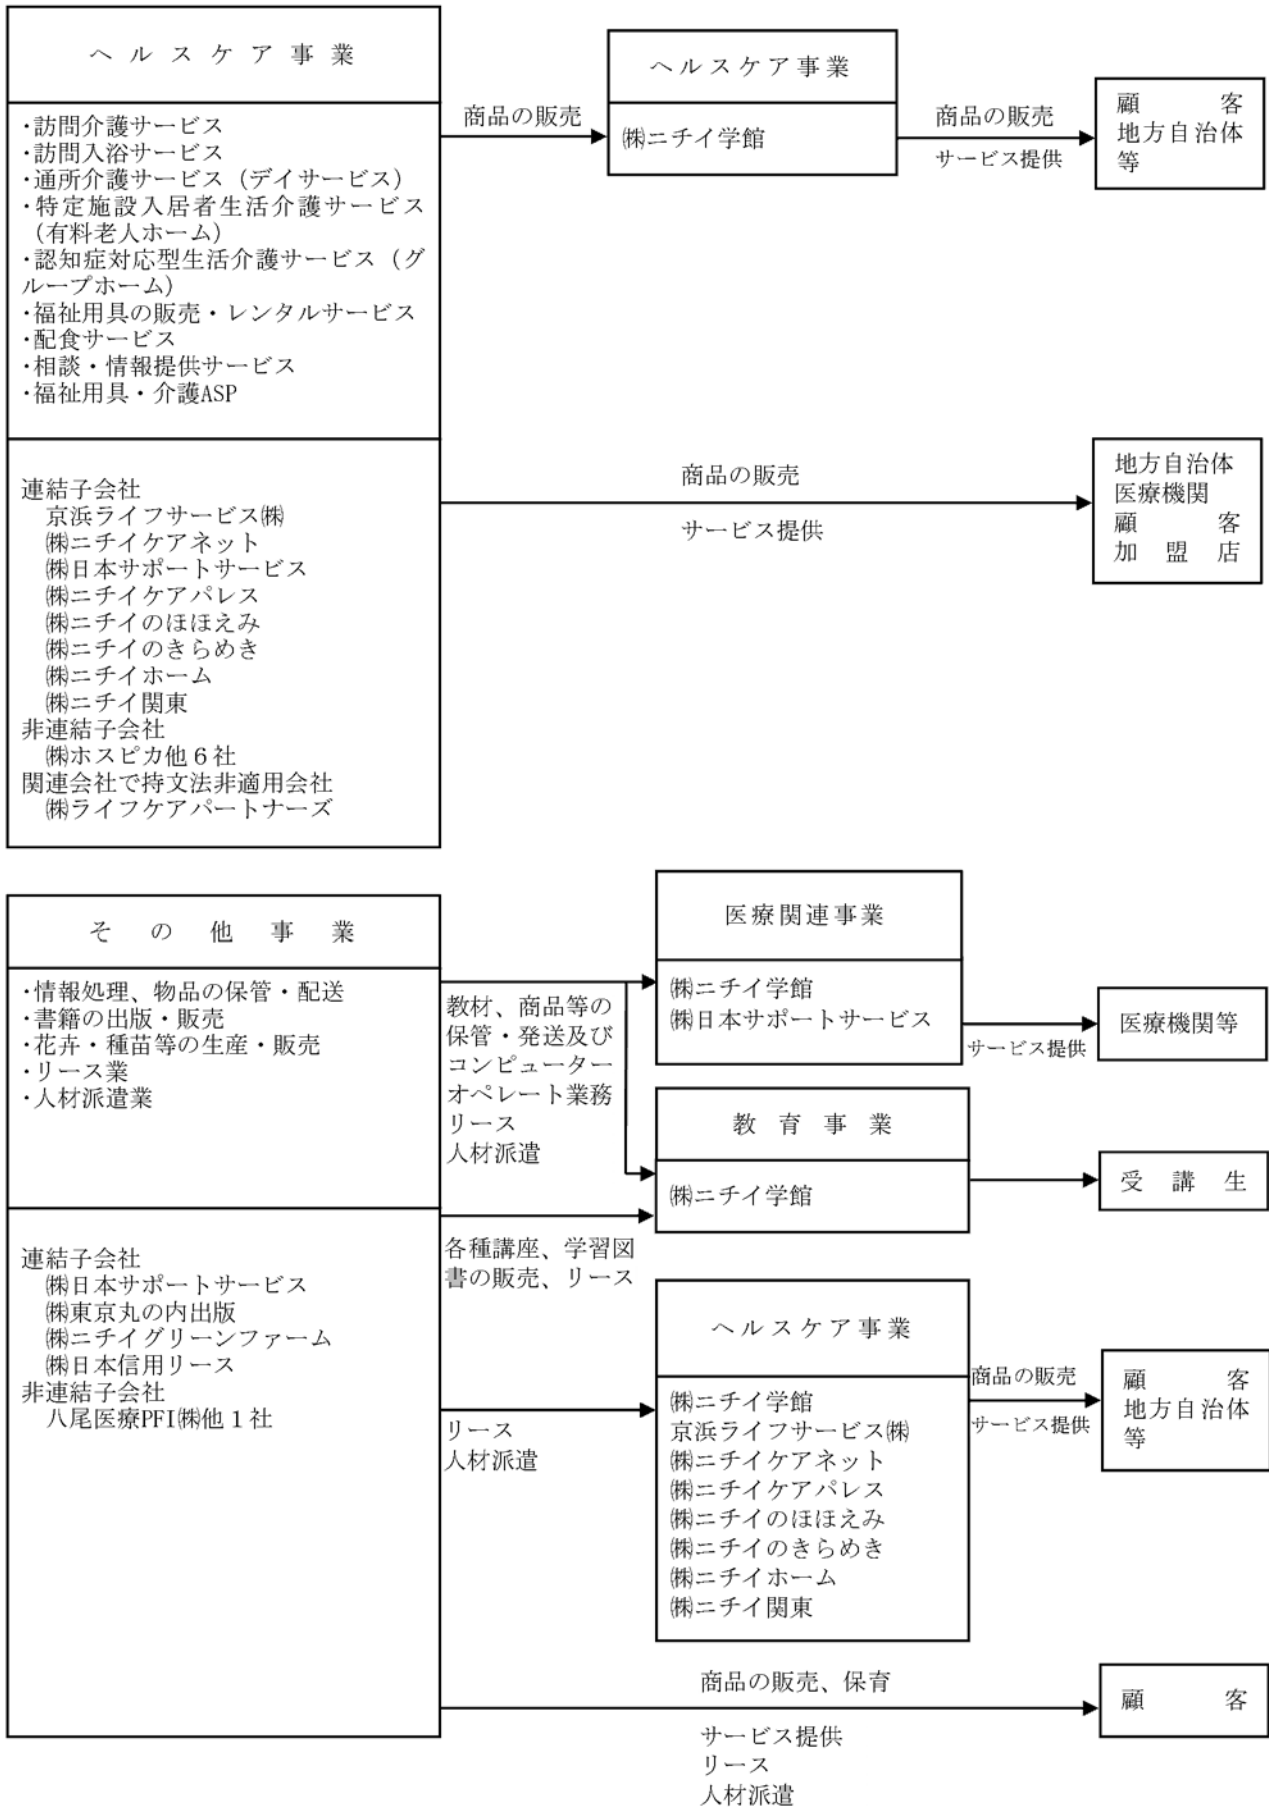 ヘルスケア事業
・訪問介護サービス
・訪問入浴サービス
・通所介護サービス（デイサービス）
・特定施設入居者生活介護サービス
（有料老人ホーム）
・認知症対応型生活介護サービス（グ
ループホーム）
・福祉用具の販売・レンタルサービス
・配食サービス
・相談・情報提供サービス
・福祉用具・介護ASP
連結子会社
京浜ライフサービス㈱
㈱ニチイケアネット
㈱日本サポートサービス
㈱ニチイケアパレス
㈱ニチイのほほえみ
㈱ニチイのきらめき
㈱ニチイホーム
㈱ニチイ関東
非連結子会社
㈱ホスピカ他６社
関連会社で持文法非適用会社
㈱ライフケアパートナーズ
商品の販売
ヘルスケア事業
㈱ニチイ学館
商品の販売
サービス提供
顧客
地方自治体
等
商品の販売
サービス提供
地方自治体
医療機関
顧客
加盟店
その他事業
・情報処理、物品の保管・配送
・書籍の出版・販売
・花卉・種苗等の生産・販売
・リース業
・人材派遣業
連結子会社
㈱日本サポートサービス
㈱東京丸の内出版
㈱ニチイグリーンファーム
㈱日本信用リース
非連結子会社
八尾医療PFI㈱他１社
教材、商品等の
保管・発送及び
コンピューター
オペレート業務
リース
人材派遣
医療関連事業
㈱ニチイ学館
㈱日本サポートサービス
サービス提供
医療機関等
教育事業
㈱ニチイ学館
受講生
各種講座、学習図
書の販売、リース
リース
人材派遣
ヘルスケア事業
㈱ニチイ学館
京浜ライフサービス㈱
㈱ニチイケアネット
㈱ニチイケアパレス
㈱ニチイのほほえみ
㈱ニチイのきらめき
㈱ニチイホーム
㈱ニチイ関東
商品の販売
サービス提供
顧客
地方自治体
等
商品の販売、保育
サービス提供
リース
人材派遣
顧客